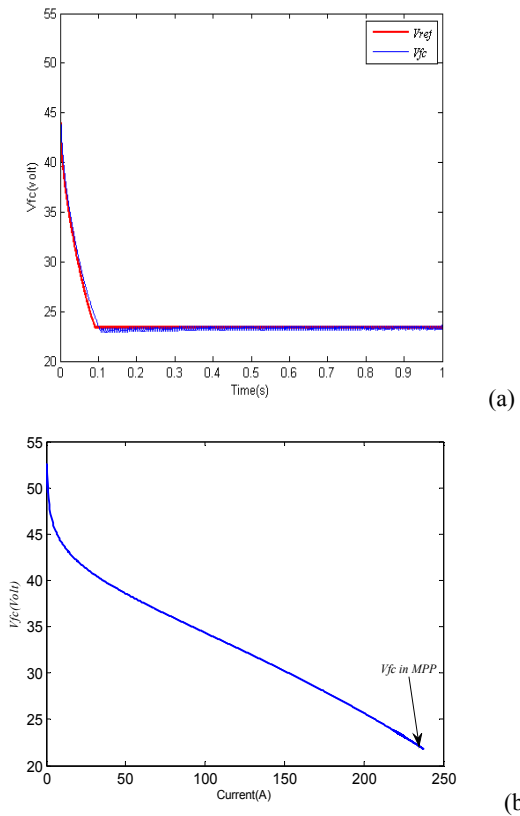 55
50
45
40
35
30
25
20
Vfc(volt)
Vref
Vfc
0 0.1 0.2 0.3 0.4 0.5 0.6 0.7 0.8 0.9 1
Time(s)
(a)
55
50
45
40
35
30
25
20
Vfc(Volt)
Vfc in MPP
0 50 100 150 200 250
Current(A)
(b